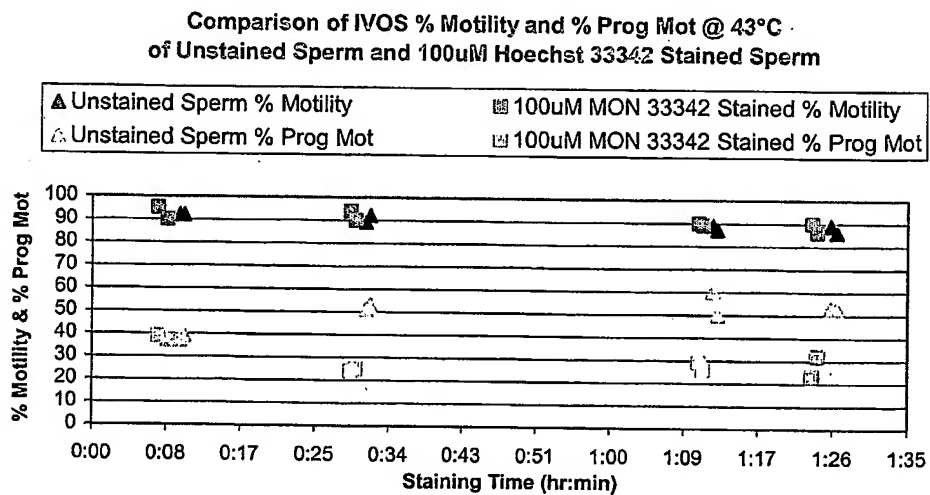 Comparison of IVOS % Motility and % Prog Mot @ 43°C
of Unstained Sperm and 100uM Hoechst 33342 Stained Sperm
Unstained Sperm % Motility
100uM MON 33342 Stained % Motility
Unstained Sperm % Prog Mot
100uM MON 33342 Stained % Prog Mot
% Motility & % Prog Mot
100
90
80
70
60
50
40
30
20
10
0
0:00 0:08 0:17 0:25 0:34 0:43 0:51 1:00 1:09 1:17 1:26 1:35
Staining Time (hr:min)